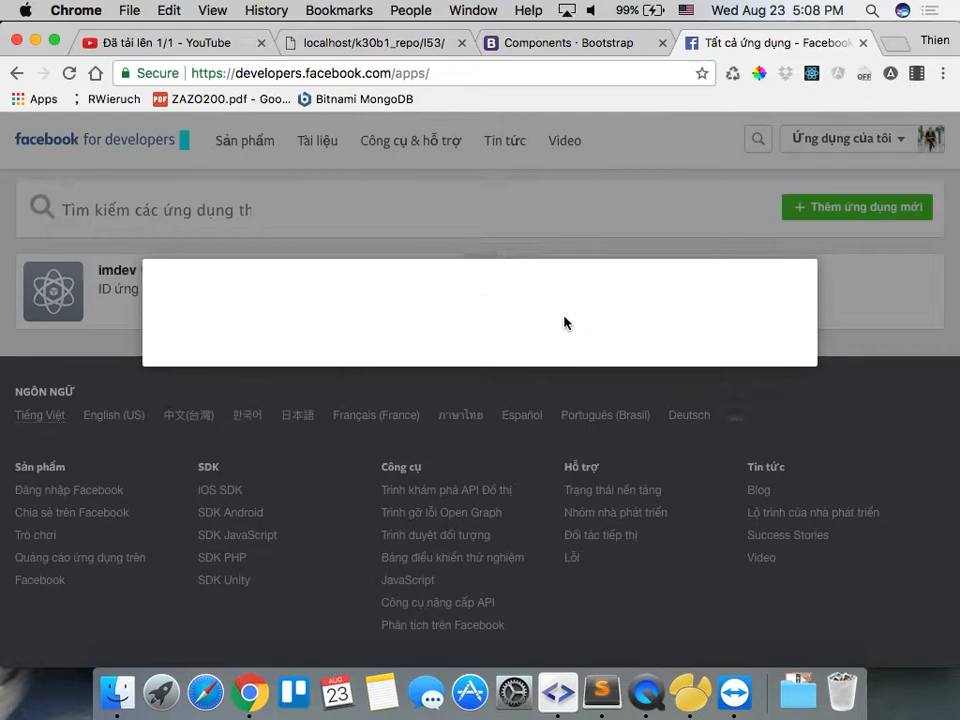 Chrome File Edit View History Bookmarks People Window Help 99% Wed Aug 23 5:08 PM
Đã tải lên 1/1 - YouTube
localhost/k30b1_repo/l53/
Components · Bootstrap
Tất cả ứng dụng - Facebook
Thien
Secure https://developers.facebook.com/apps/
OFF
Apps
RWieruch
PDF ZAZO200.pdf - Goo...
Bitnami MongoDB
facebook for developers Sản phẩm Tài liệu Công cụ & hỗ trợ Tin tức Video Ứng dụng của tôi
Tìm kiếm các ứng dụng th
+ Thêm ứng dụng mới
imdev
ID ứng
NGÔN NGỮ
Tiếng Việt English (US) 中文(台灣) 한국어 日本語 Français (France) ภาษาไทย Español Português (Brasil) Deutsch
Sản phẩm
Đăng nhập Facebook
Chia sẻ trên Facebook
Trò chơi
Quảng cáo ứng dụng trên
Facebook
SDK
iOS SDK
SDK Android
SDK JavaScript
SDK PHP
SDK Unity
Công cụ
Trình khám phá API Đồ thị
Trình gỡ lỗi Open Graph
Trình duyệt đối tượng
Bảng điều khiển thử nghiệm
JavaScript
Công cụ nâng cấp API
Phân tích trên Facebook
Hỗ trợ
Trạng thái nền tảng
Nhóm nhà phát triển
Đối tác tiếp thị
Lỗi
Tin tức
Blog
Lộ trình của nhà phát triển
Success Stories
Video
AUG
23